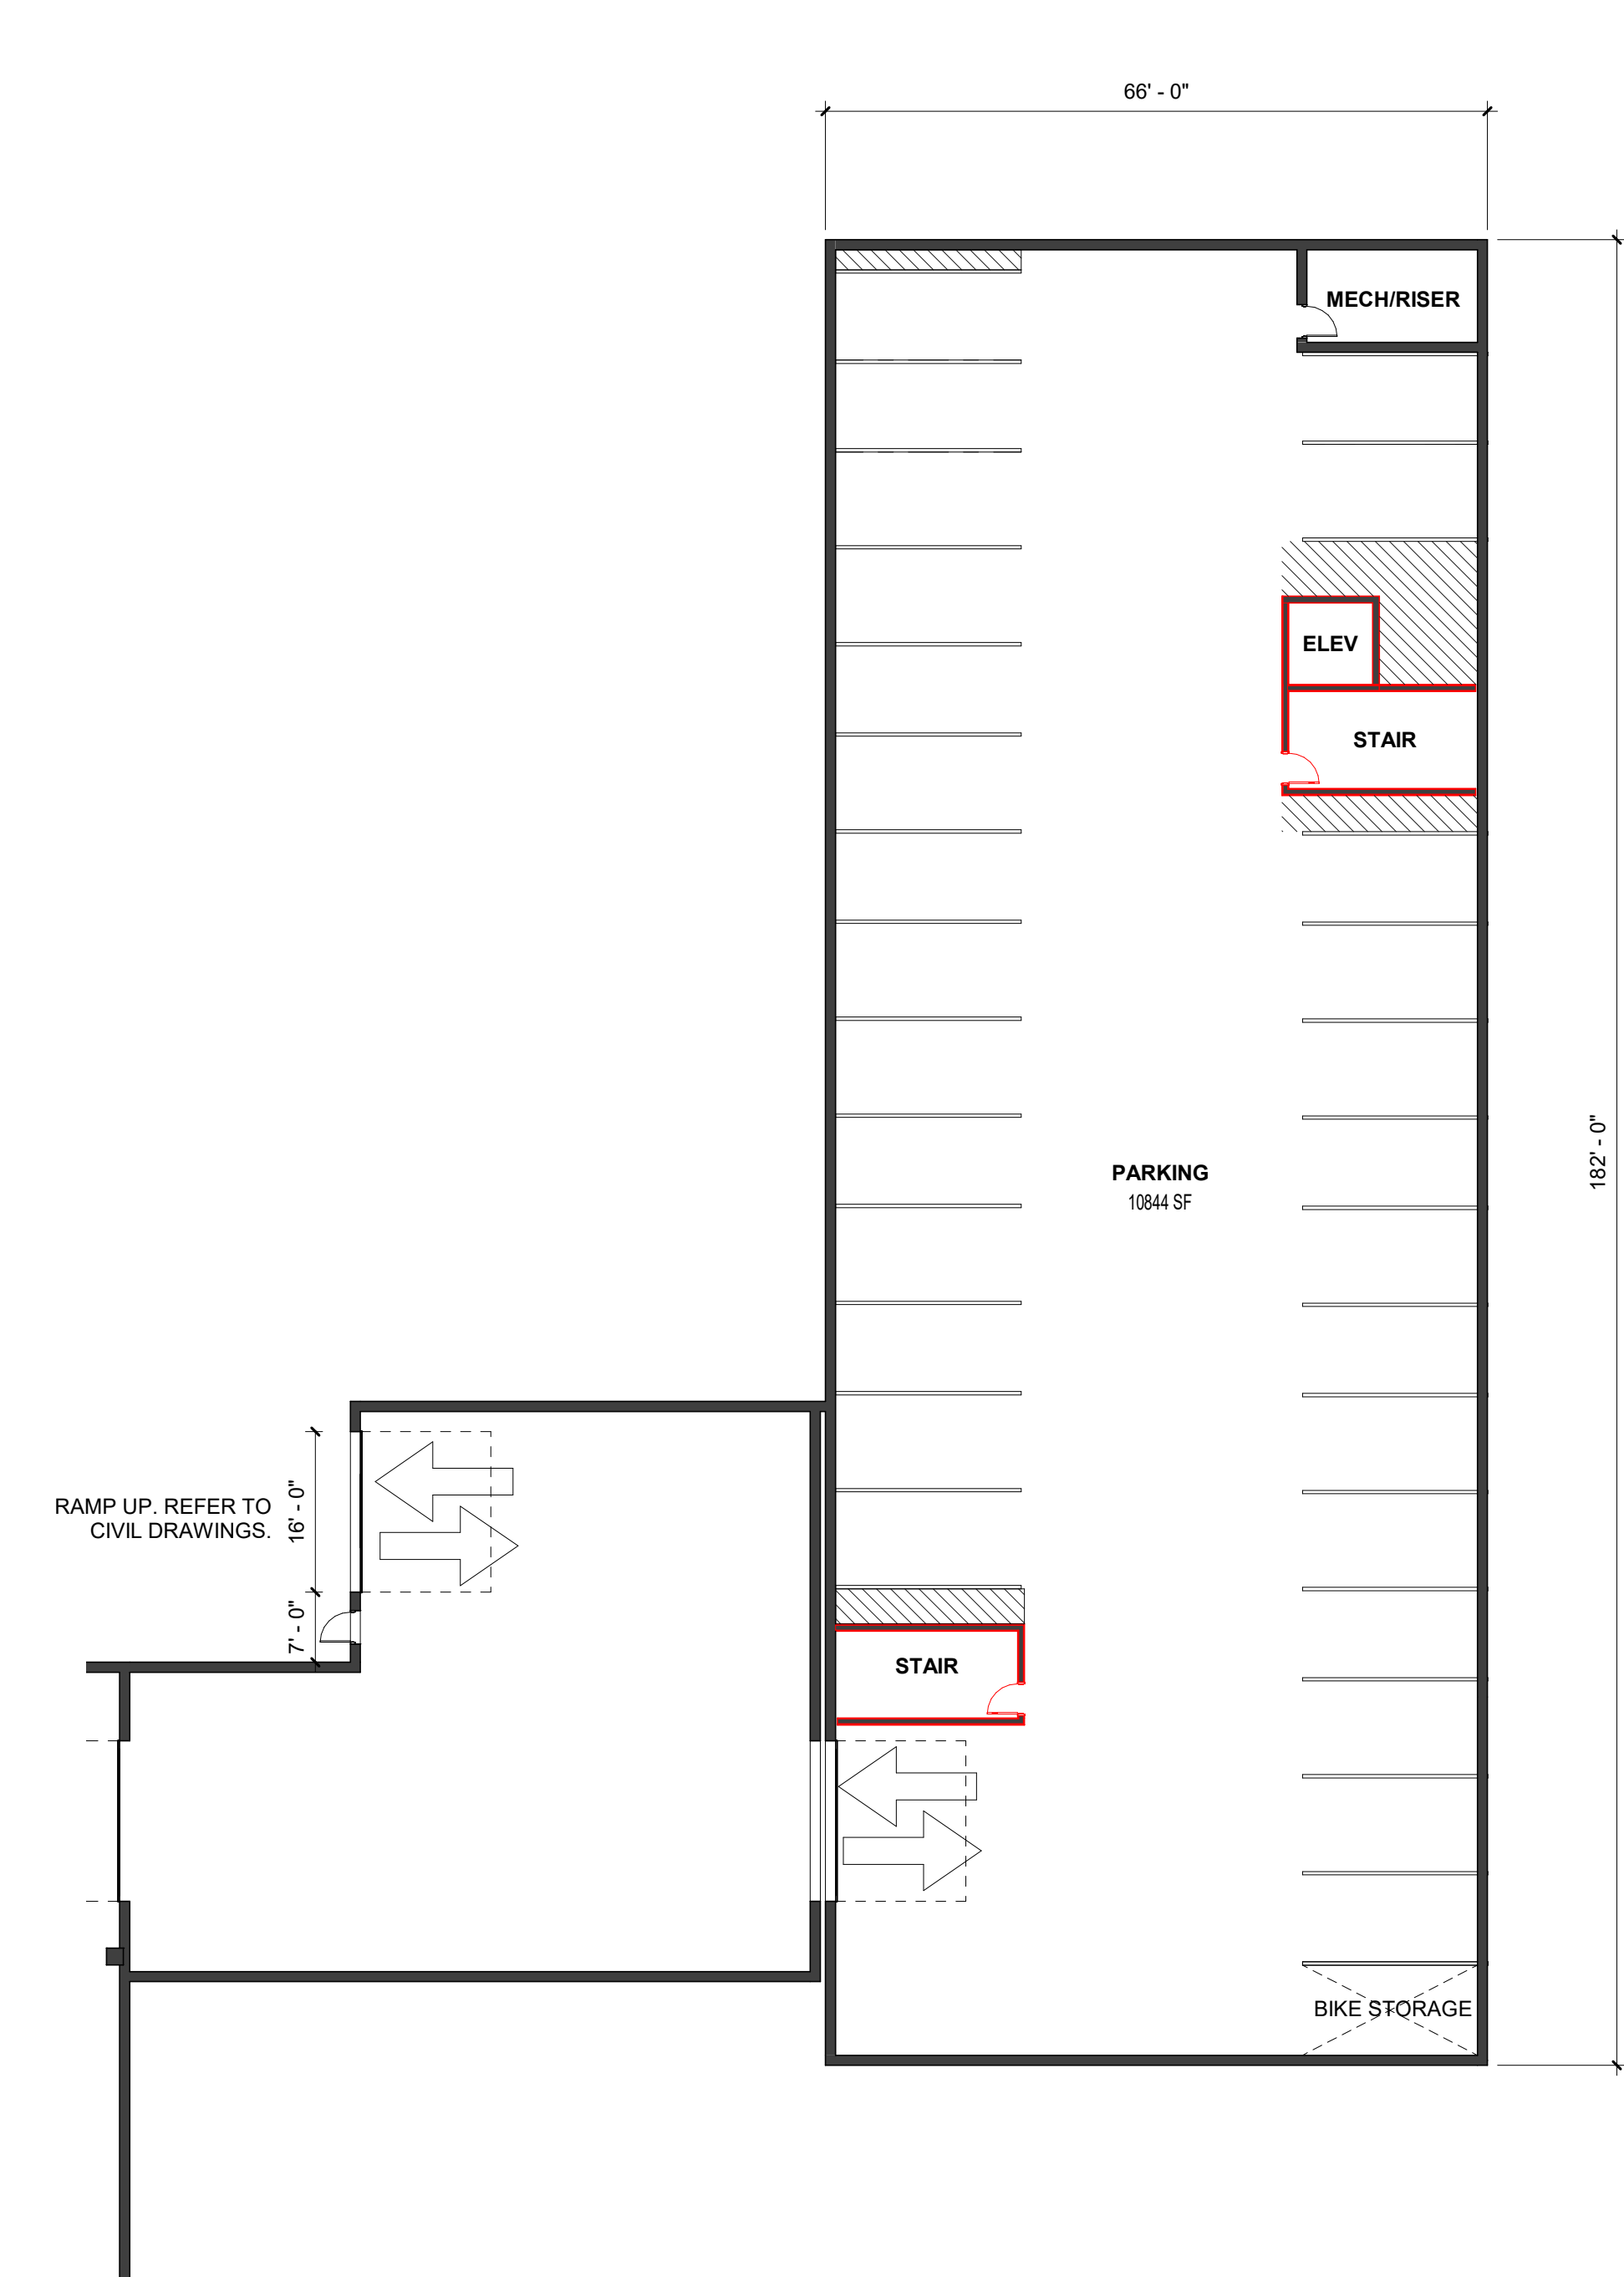 66' - 0"
MECH/RISER
ELEV
STAIR
182' - 0"
PARKING
10844 SF
RAMP UP. REFER TO
CIVIL DRAWINGS.
16' - 0"
7' - 0"
STAIR
BIKE STORAGE